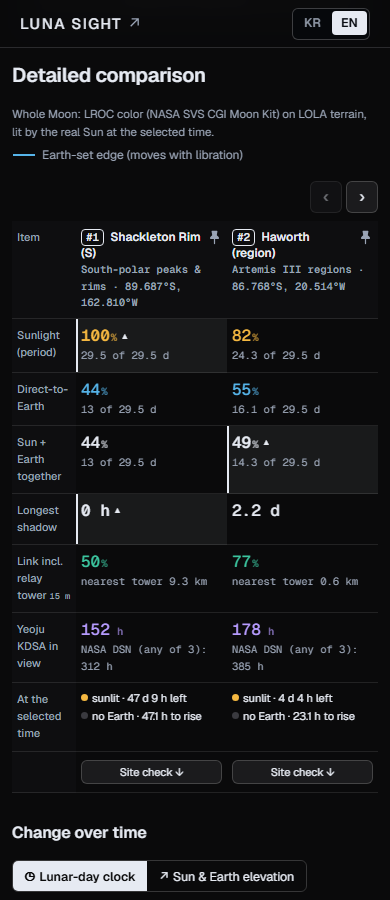 LUNA SIGHT ↗
KR EN
Detailed comparison
Whole Moon: LROC color (NASA SVS CGI Moon Kit) on LOLA terrain,
lit by the real Sun at the selected time.
Earth-set edge (moves with libration)
‹ ›
Item
#1 Shackleton Rim
(S)
South-polar peaks &
rims · 89.687°S,
162.810°W
#2 Haworth
(region)
Artemis III regions ·
86.768°S, 20.514°W
Sunlight
(period)
100% ▲
29.5 of 29.5 d
82%
24.3 of 29.5 d
Direct-to-
Earth
44%
13 of 29.5 d
55%
16.1 of 29.5 d
Sun +
Earth
together
44%
13 of 29.5 d
49% ▲
14.3 of 29.5 d
Longest
shadow
0 h ▲
2.2 d
Link incl.
relay
tower 15 m
50%
nearest tower 9.3 km
77%
nearest tower 0.6 km
Yeoju
KDSA in
view
152 h
NASA DSN (any of 3):
312 h
178 h
NASA DSN (any of 3):
385 h
At the
selected
time
sunlit · 47 d 9 h left
no Earth · 47.1 h to rise
sunlit · 4 d 4 h left
no Earth · 23.1 h to rise
Site check ↓
Site check ↓
Change over time
◷ Lunar-day clock
↗ Sun & Earth elevation